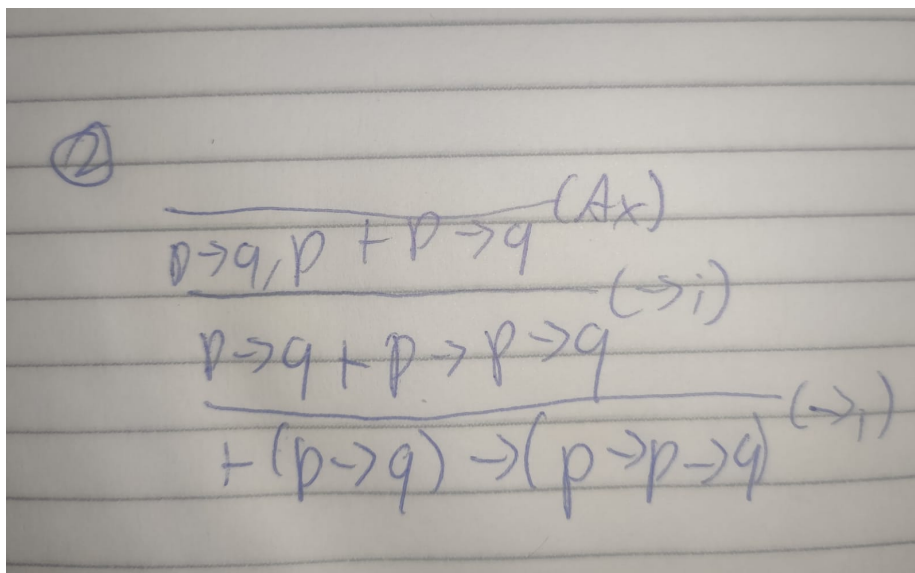 ②
(Ax)
p→q, p ⊢ p→q
(→i)
p→q ⊢ p→p→q
(→i)
⊢ (p→q)→(p→p→q)